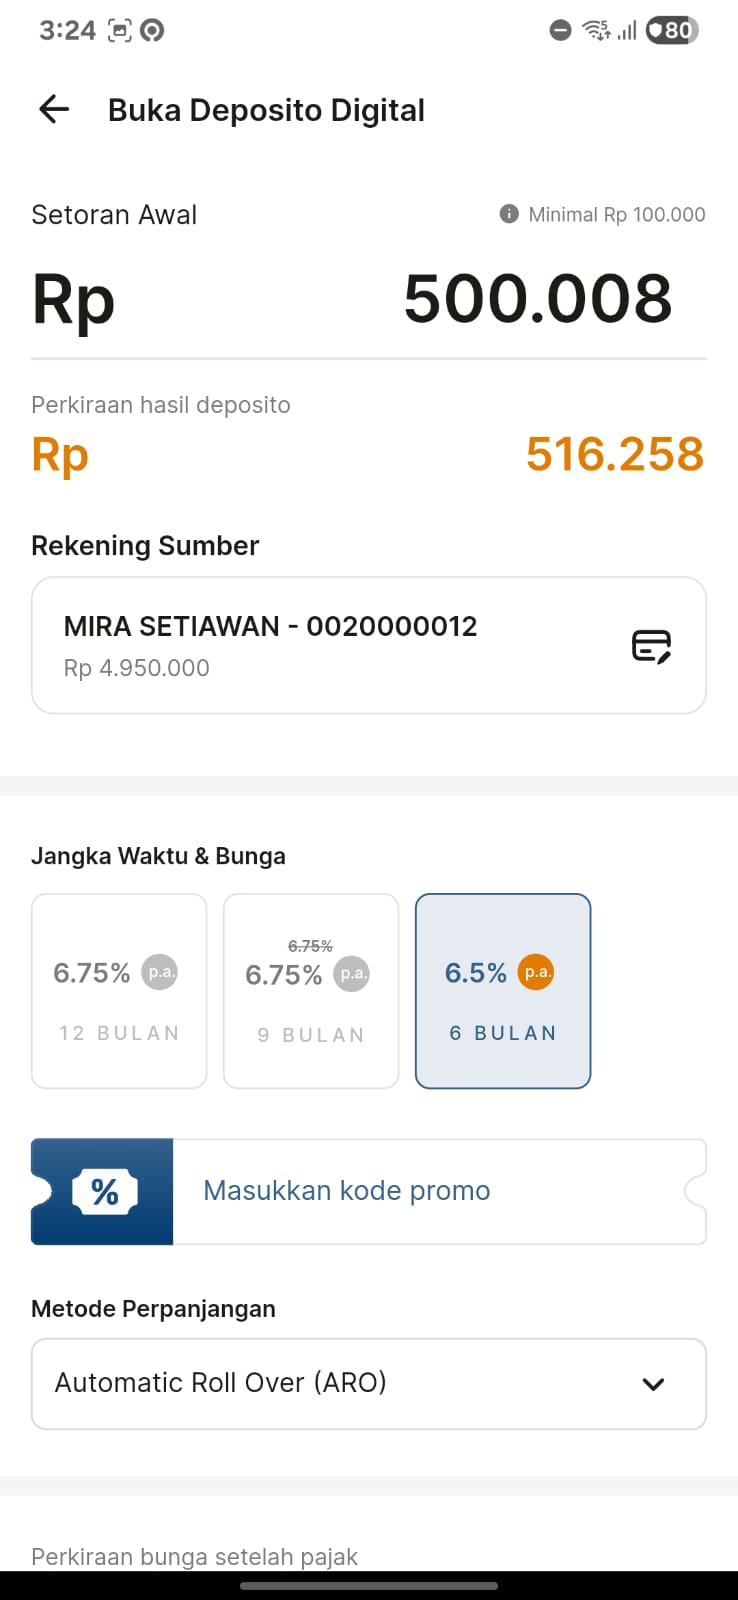 3:24
80
Buka Deposito Digital
Setoran Awal
Minimal Rp 100.000
Rp 500.008
Perkiraan hasil deposito
Rp 516.258
Rekening Sumber
MIRA SETIAWAN - 0020000012
Rp 4.950.000
Jangka Waktu & Bunga
6.75% p.a.
12 BULAN
6.75%
6.75% p.a.
9 BULAN
6.5% p.a.
6 BULAN
%
Masukkan kode promo
Metode Perpanjangan
Automatic Roll Over (ARO)
Perkiraan bunga setelah pajak